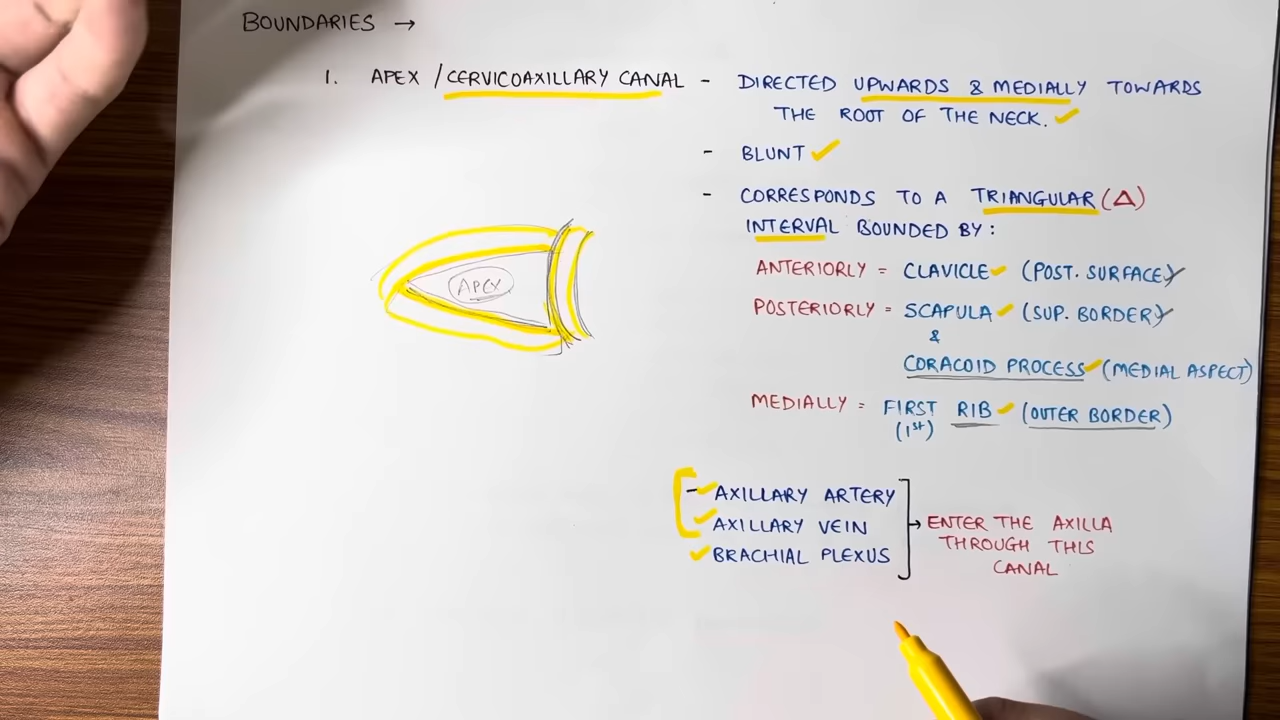 BOUNDARIES →
1. APEX / CERVICOAXILLARY CANAL - DIRECTED UPWARDS & MEDIALLY TOWARDS
THE ROOT OF THE NECK.
- BLUNT
- CORRESPONDS TO A TRIANGULAR (Δ)
INTERVAL BOUNDED BY:
APEX
ANTERIORLY = CLAVICLE (POST. SURFACE)
POSTERIORLY = SCAPULA (SUP. BORDER)
&
CORACOID PROCESS (MEDIAL ASPECT)
MEDIALLY = FIRST RIB (OUTER BORDER)
(1st)
- AXILLARY ARTERY
AXILLARY VEIN
BRACHIAL PLEXUS
→ ENTER THE AXILLA
THROUGH THIS
CANAL